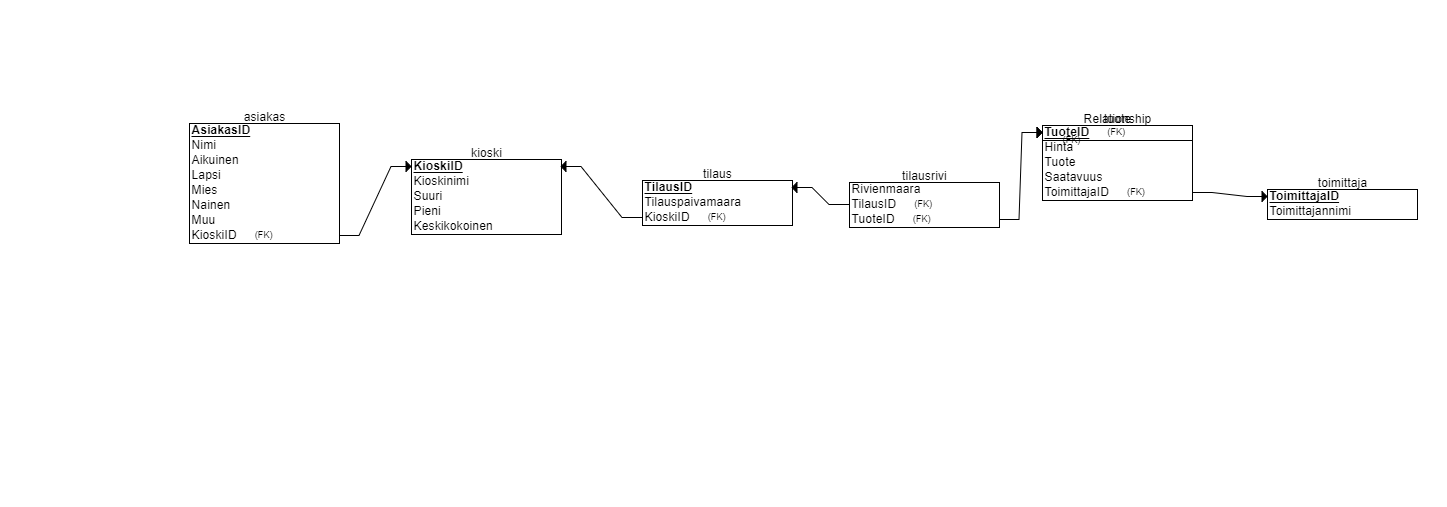 asiakas
AsiakasID
Nimi
Aikuinen
Lapsi
Mies
Nainen
Muu
KioskiID (FK)
kioski
KioskiID
Kioskinimi
Suuri
Pieni
Keskikokoinen
tilaus
TilausID
Tilauspaivamaara
KioskiID (FK)
tilausrivi
Rivienmaara
TilausID (FK)
TuoteID (FK)
Relationship
tuote
TuoteID (FK)
(FK)
Hinta
Tuote
Saatavuus
ToimittajaID (FK)
toimittaja
ToimittajaID
Toimittajannimi